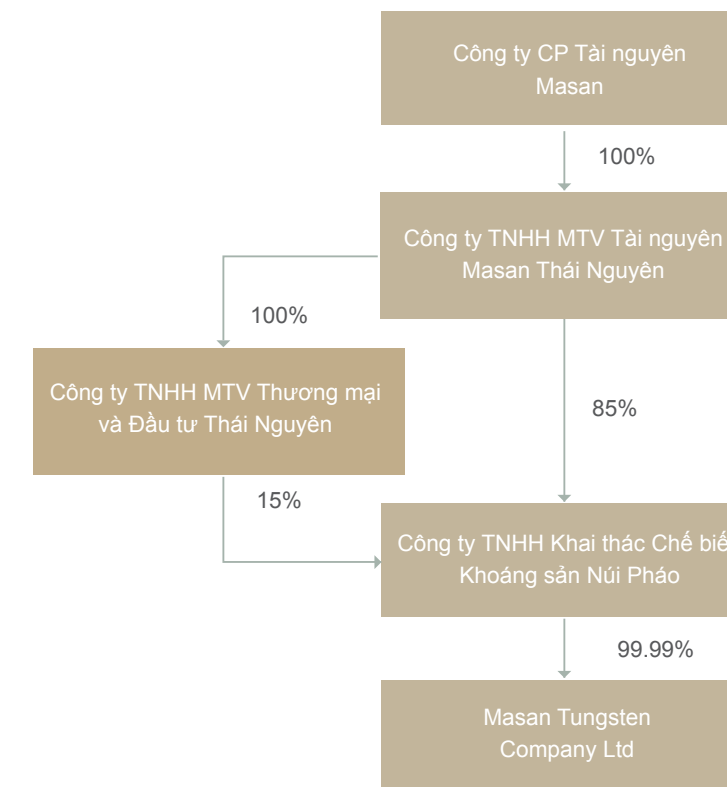 Công ty CP Tài nguyên
Masan
100%
Công ty TNHH MTV Tài nguyên
Masan Thái Nguyên
100%
Công ty TNHH MTV Thương mại
và Đầu tư Thái Nguyên
85%
15%
Công ty TNHH Khai thác Chế biế
Khoáng sản Núi Pháo
99.99%
Masan Tungsten
Company Ltd